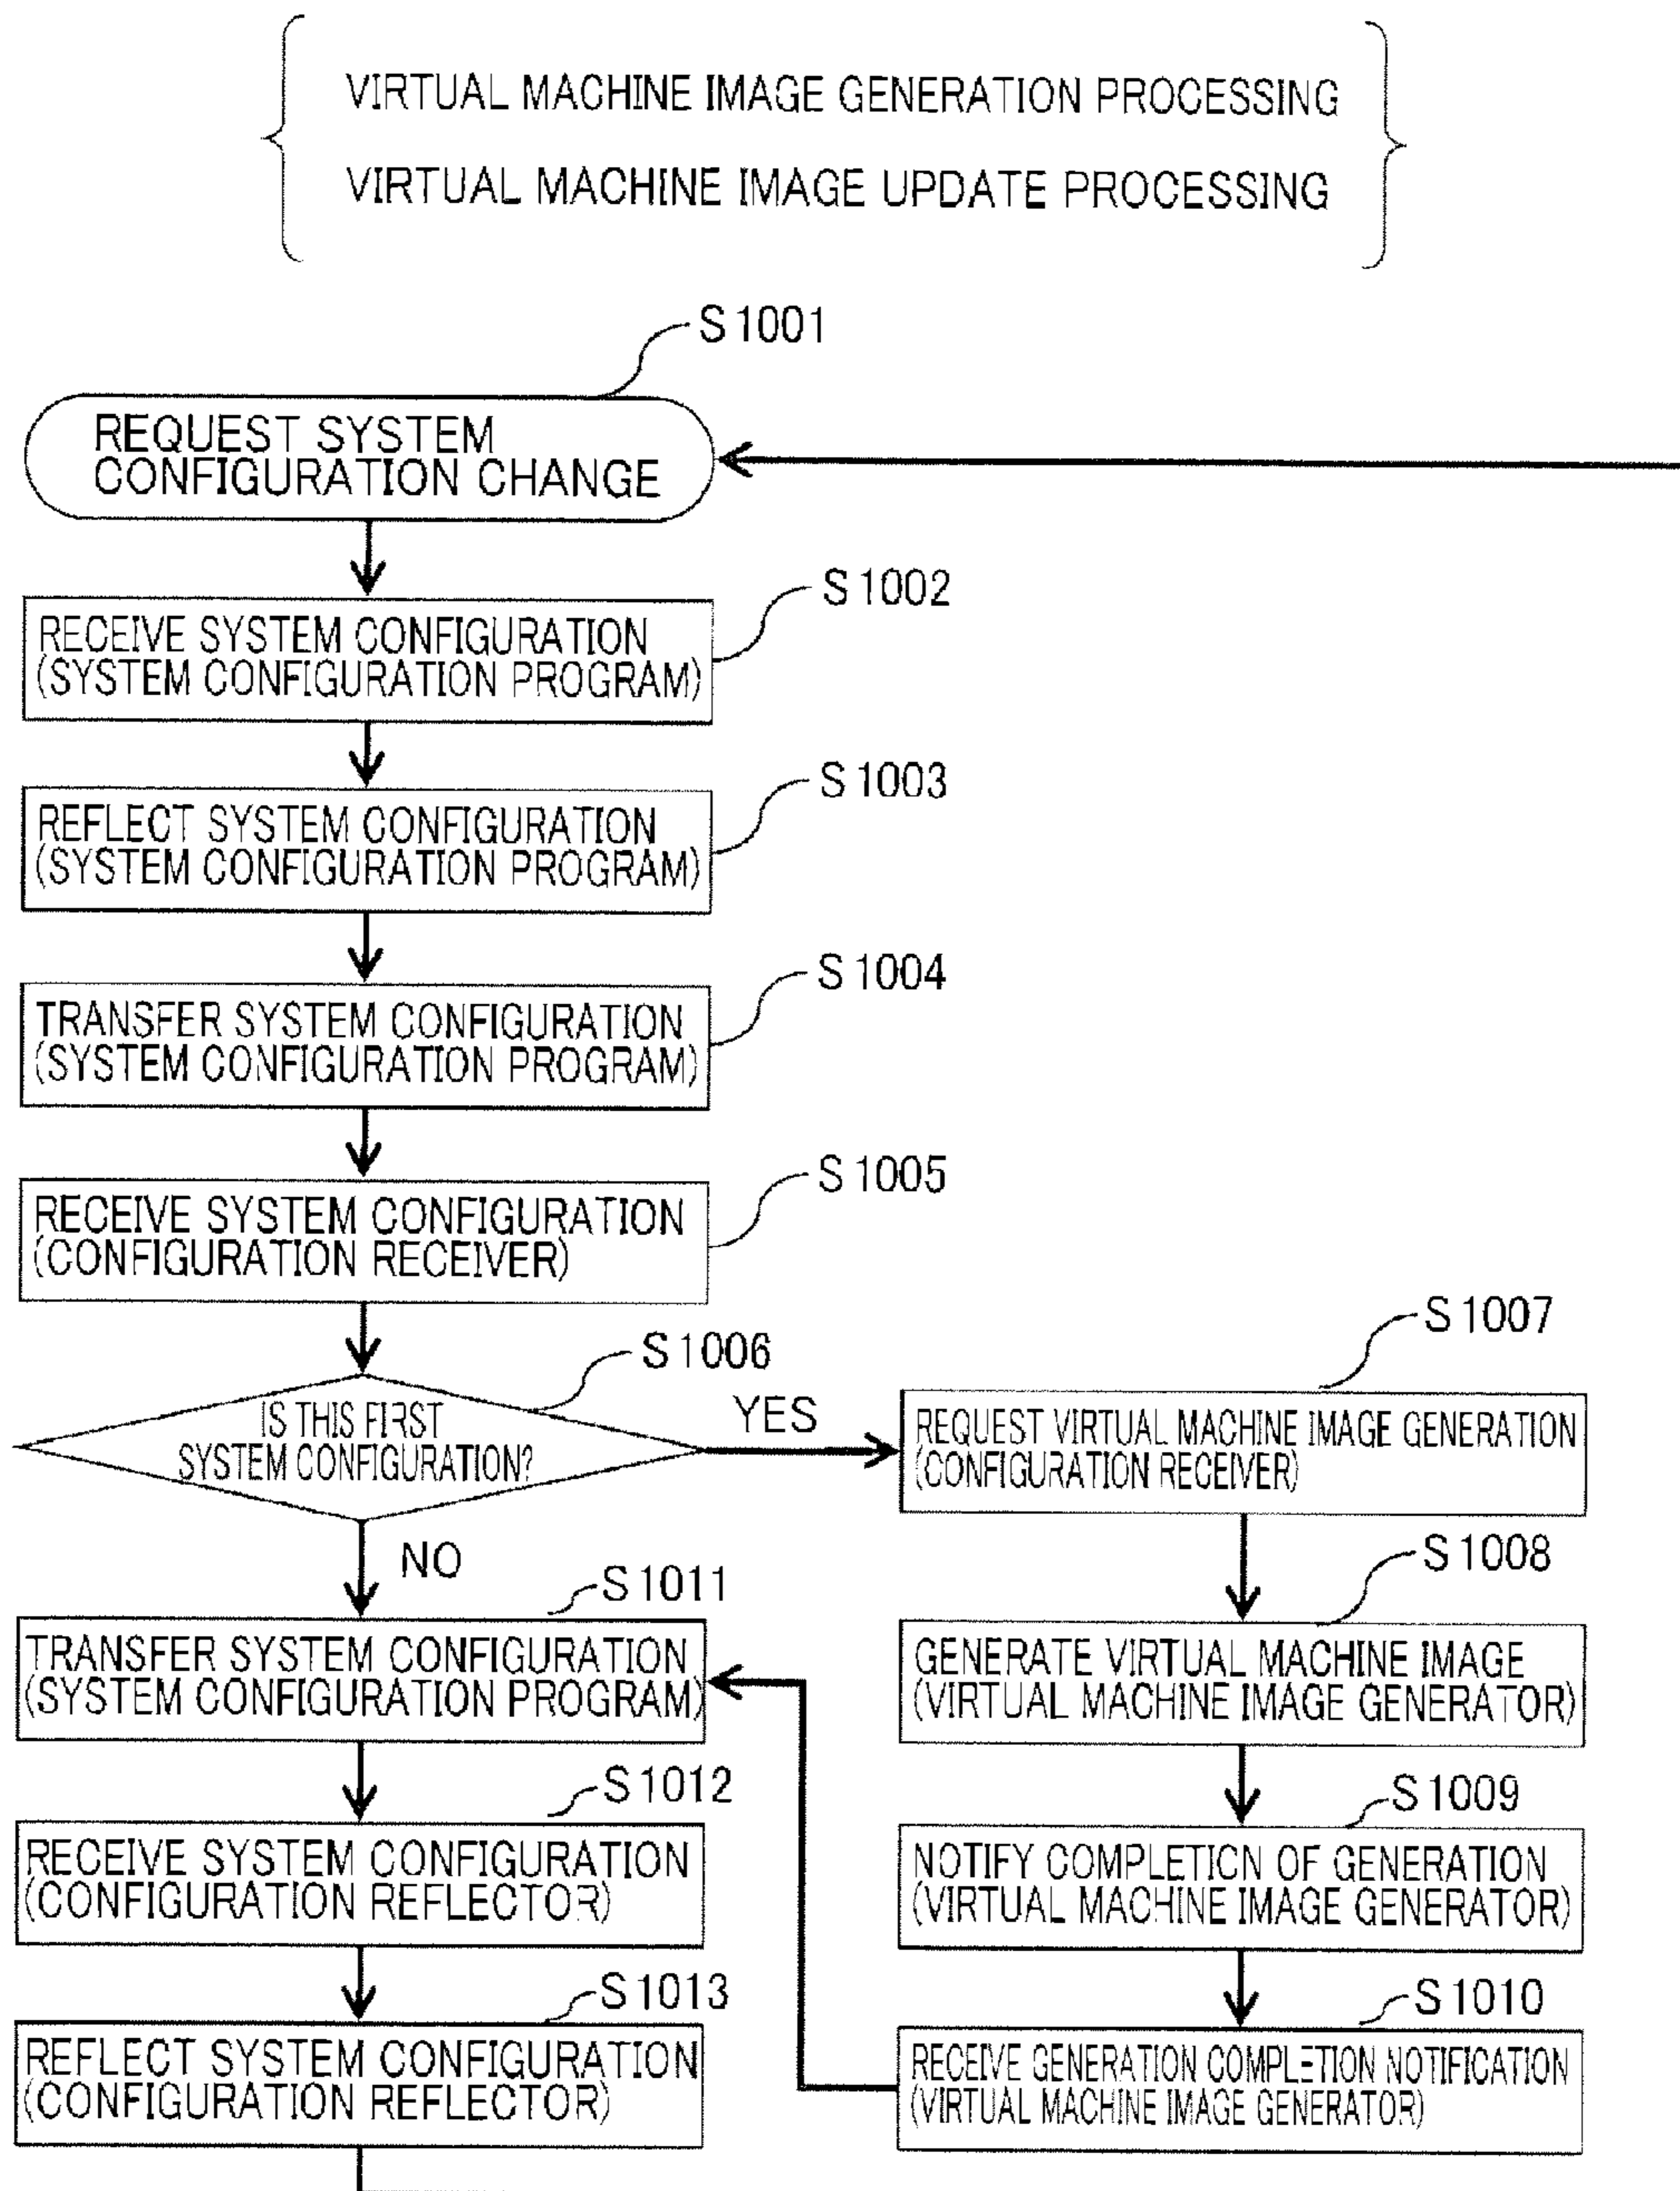 VIRTUAL MACHINE IMAGE GENERATION PROCESSING
VIRTUAL MACHINE IMAGE UPDATE PROCESSING
S1001
REQUEST SYSTEM
CONFIGURATION CHANGE
S1002
RECEIVE SYSTEM CONFIGURATION
(SYSTEM CONFIGURATION PROGRAM)
S1003
REFLECT SYSTEM CONFIGURATION
(SYSTEM CONFIGURATION PROGRAM)
S1004
TRANSFER SYSTEM CONFIGURATION
(SYSTEM CONFIGURATION PROGRAM)
S1005
RECEIVE SYSTEM CONFIGURATION
(CONFIGURATION RECEIVER)
S1006
IS THIS FIRST
SYSTEM CONFIGURATION?
YES
NO
S1007
REQUEST VIRTUAL MACHINE IMAGE GENERATION
(CONFIGURATION RECEIVER)
S1008
GENERATE VIRTUAL MACHINE IMAGE
(VIRTUAL MACHINE IMAGE GENERATOR)
S1009
NOTIFY COMPLETION OF GENERATION
(VIRTUAL MACHINE IMAGE GENERATOR)
S1010
RECEIVE GENERATION COMPLETION NOTIFICATION
(VIRTUAL MACHINE IMAGE GENERATOR)
S1011
TRANSFER SYSTEM CONFIGURATION
(SYSTEM CONFIGURATION PROGRAM)
S1012
RECEIVE SYSTEM CONFIGURATION
(CONFIGURATION REFLECTOR)
S1013
REFLECT SYSTEM CONFIGURATION
(CONFIGURATION REFLECTOR)